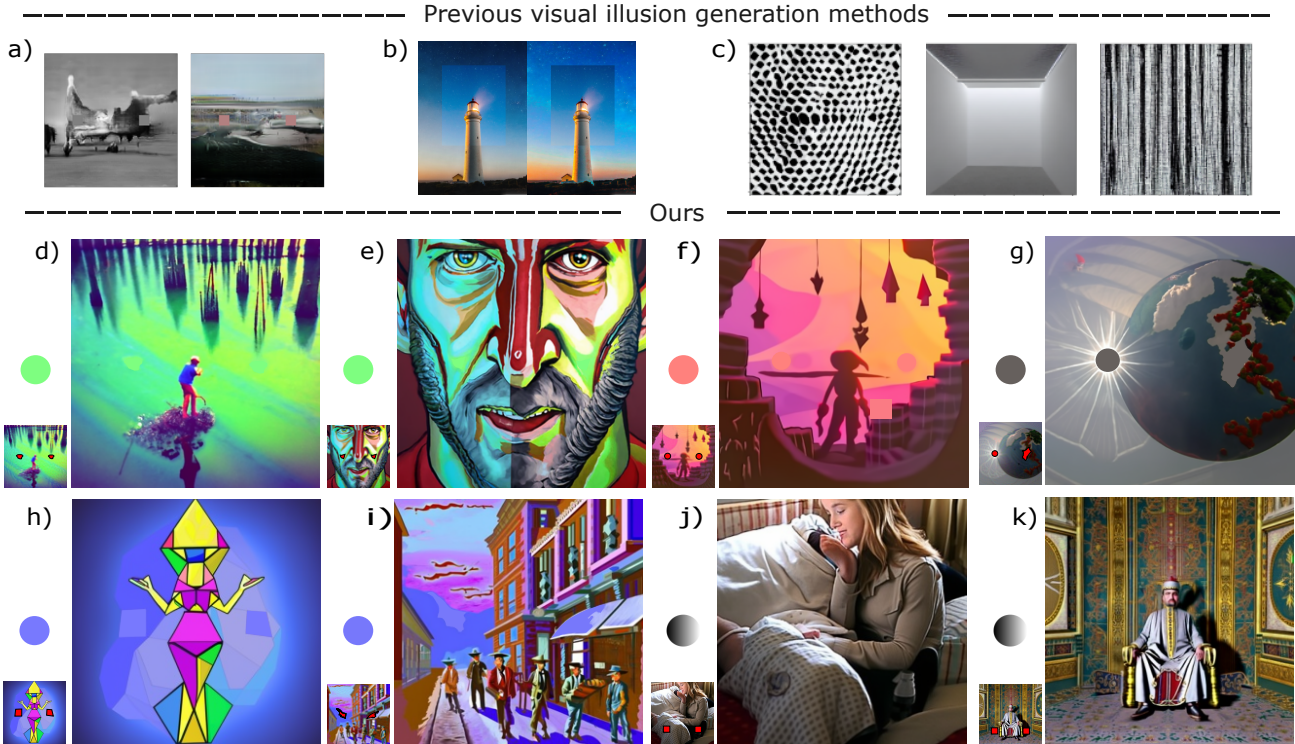 Previous visual illusion generation methods
a)
b)
c)
Ours
d)
e)
f)
g)
h)
i)
j)
k)